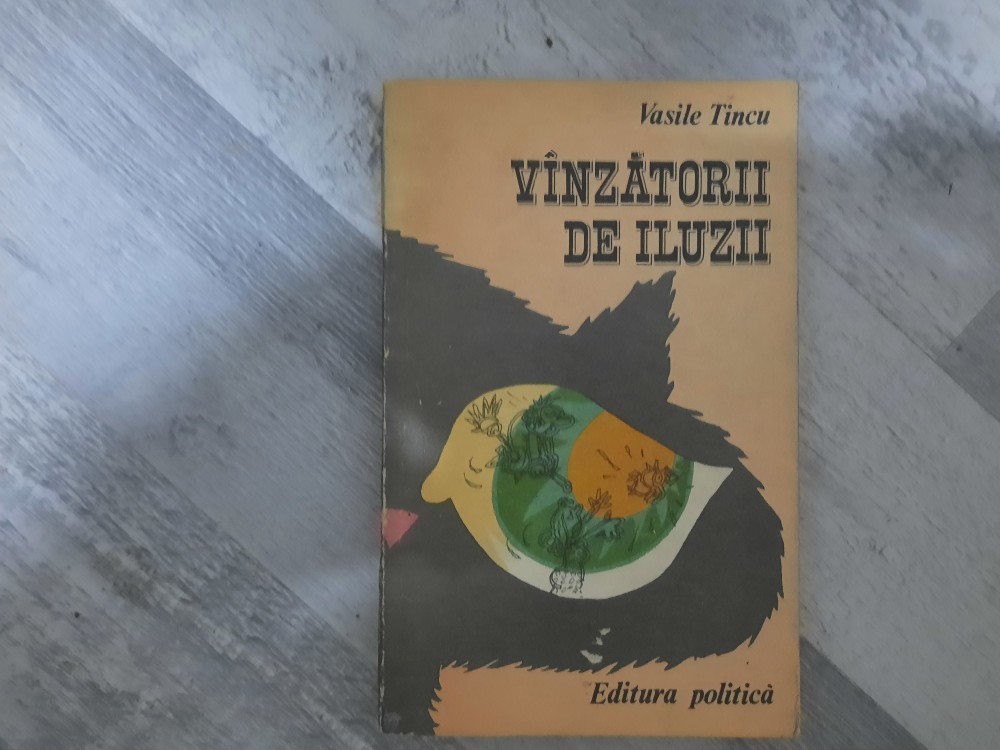 Vasile Tincu
VÎNZĂTORII
DE ILUZII
Editura politică